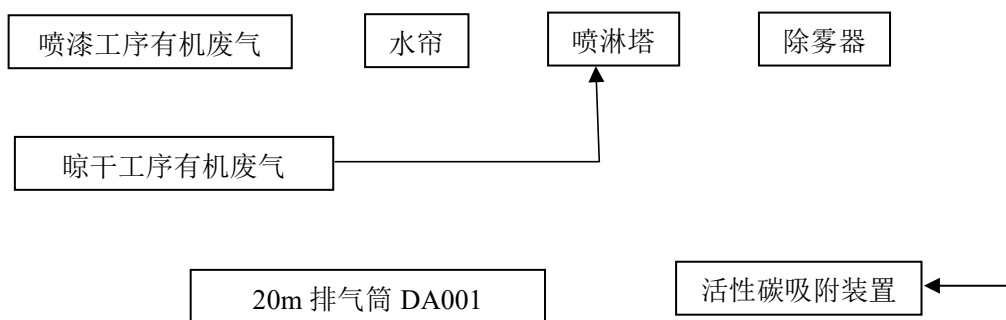 喷漆工序有机废气
水帘
喷淋塔
除雾器
晾干工序有机废气
20m 排气筒 DA001
活性碳吸附装置